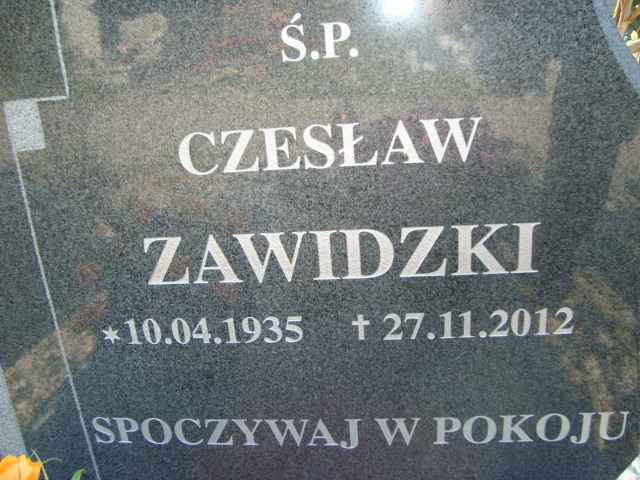 Ś.P.
CZESŁAW
ZAWIDZKI
★10.04.1935 ✝27.11.2012
SPOCZYWAJ W POKOJU